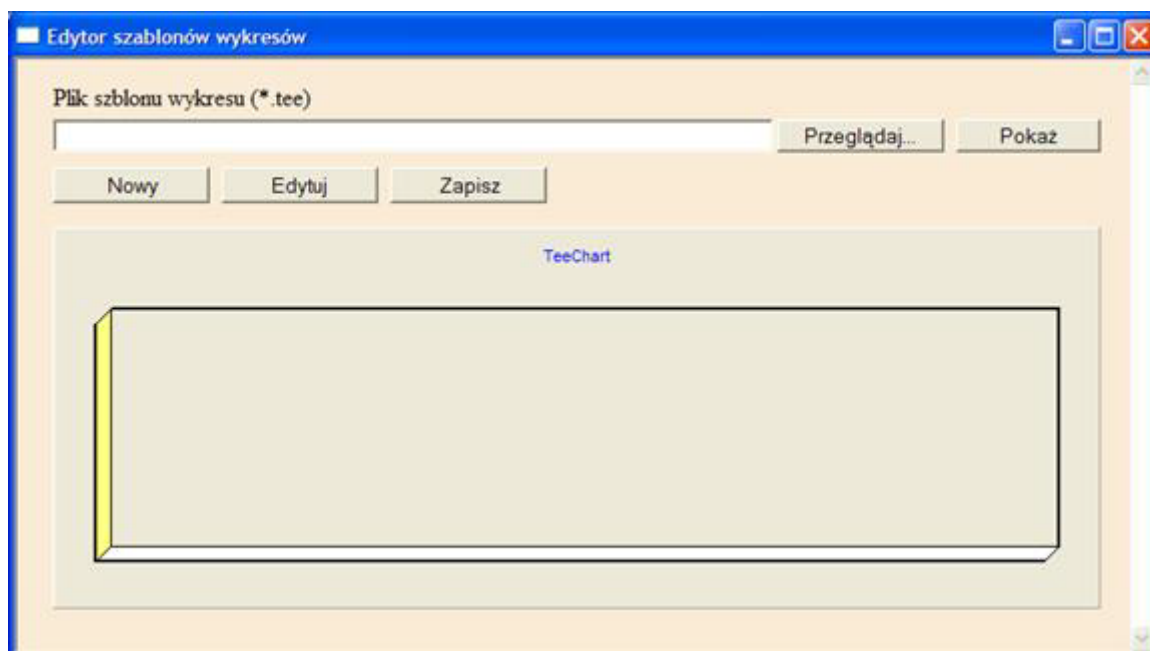 Edytor szablonów wykresów
Plik szblonu wykresu (*.tee)
Przeglądaj... Pokaż
Nowy Edytuj Zapisz
TeeChart